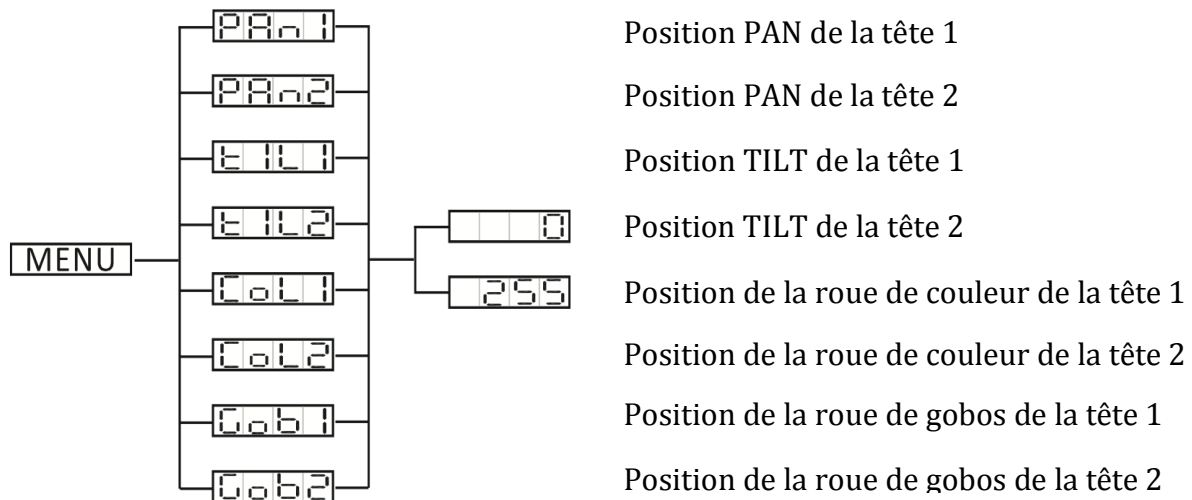 PAn1 Position PAN de la tête 1
PAn2 Position PAN de la tête 2
tIL1 Position TILT de la tête 1
tIL2 0 Position TILT de la tête 2
MENU
CoL1 255 Position de la roue de couleur de la tête 1
CoL2 Position de la roue de couleur de la tête 2
Gob1 Position de la roue de gobos de la tête 1
Gob2 Position de la roue de gobos de la tête 2